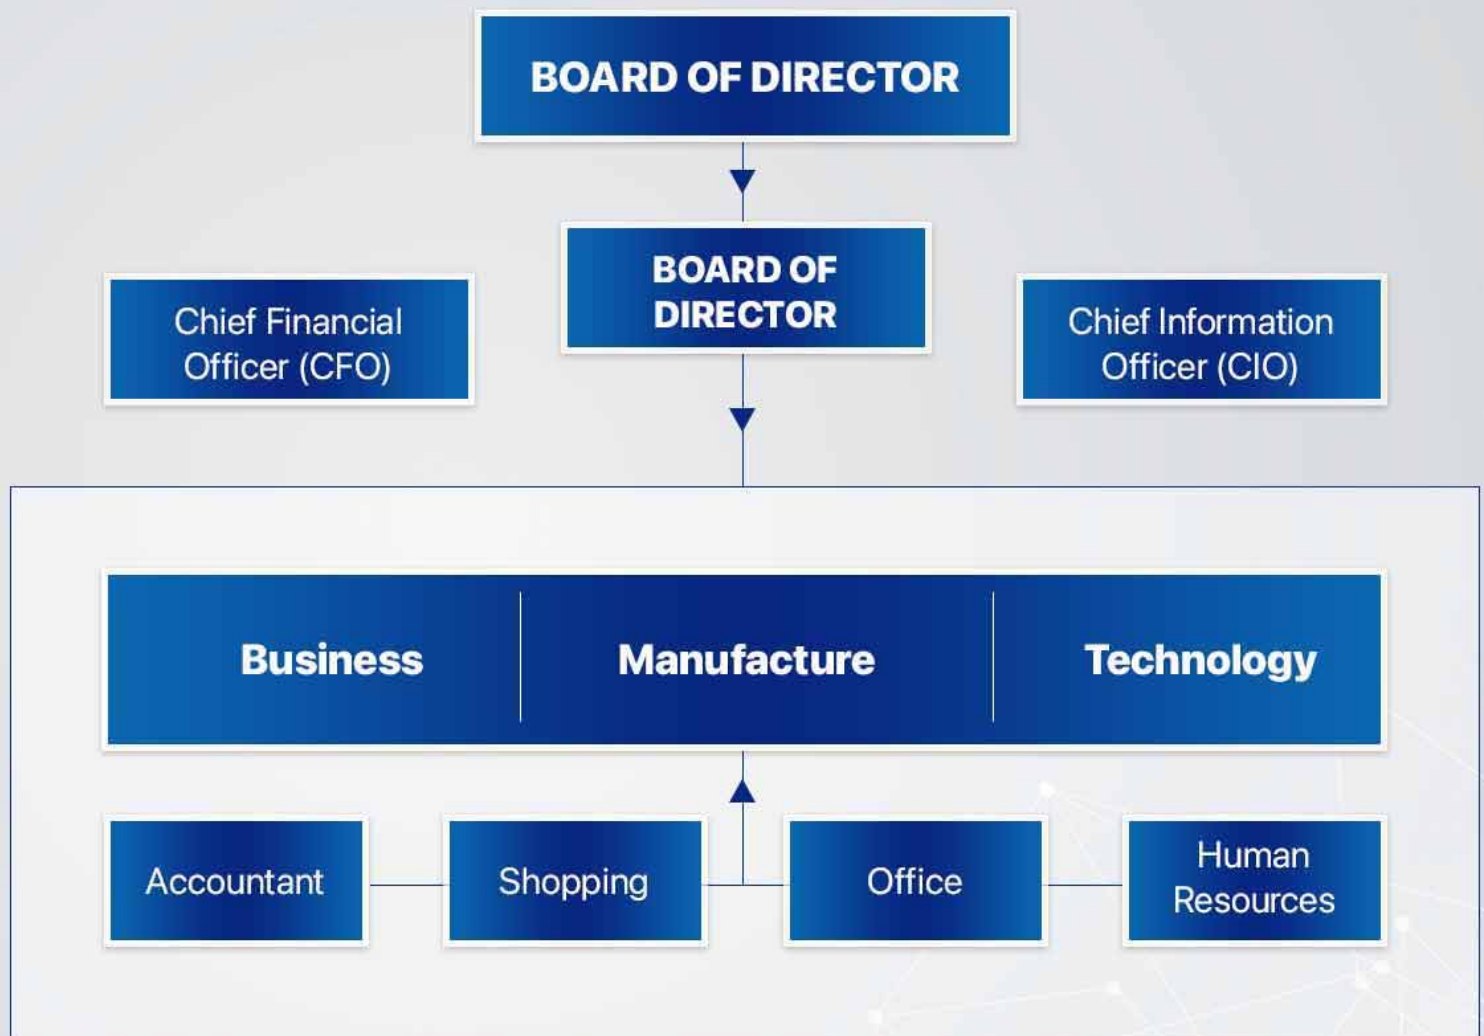 BOARD OF DIRECTOR
BOARD OF
DIRECTOR
Chief Financial
Officer (CFO)
Chief Information
Officer (CIO)
Business
Manufacture
Technology
Accountant
Shopping
Office
Human
Resources